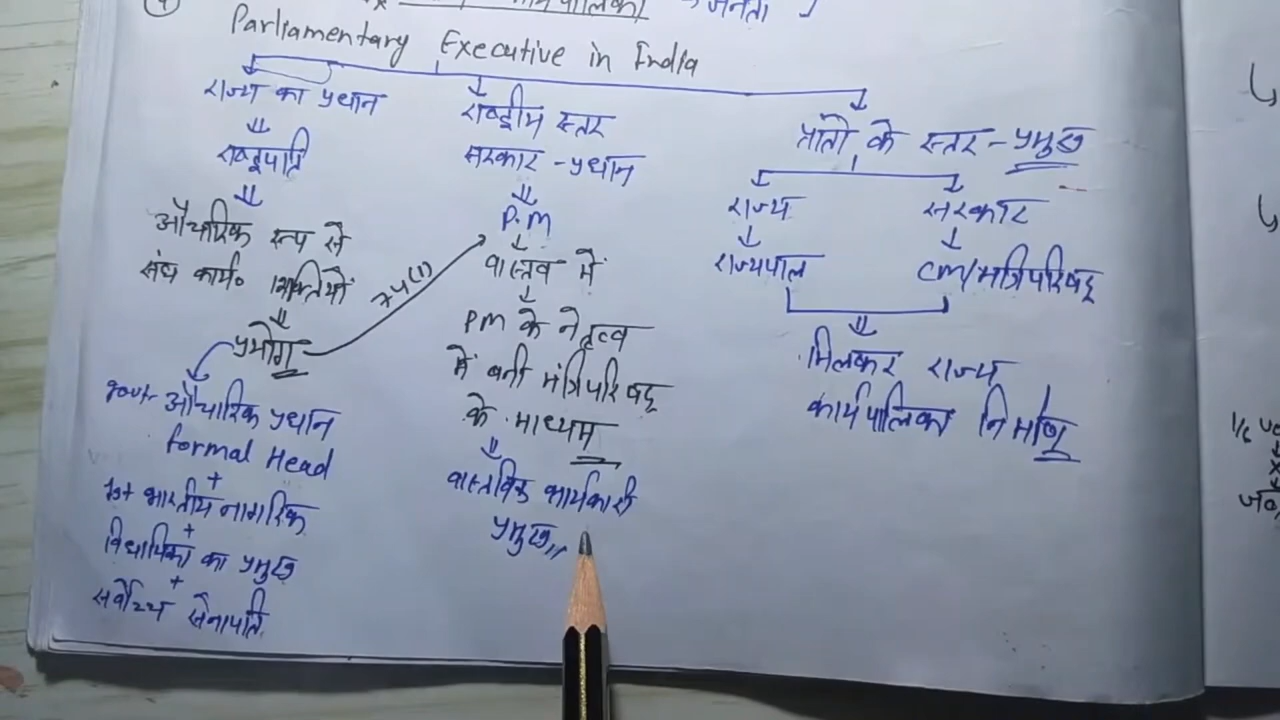 जनता
Parliamentary Executive in India
राज्य का प्रधान
राष्ट्रपति
औपचारिक रूप से
संघ कार्य० शक्तियों
प्रयोग
74(1)
govt- औपचारिक प्रधान
formal Head
+
1st भारतीय नागरिक
+
विधायिका का प्रमुख
+
सर्वोच्च सेनापति
राष्ट्रीय स्तर
सरकार - प्रधान
P.M
वास्तव में
PM के नेतृत्व
में बनी मंत्रिपरिषद्
के माध्यम
वास्तविक कार्यकारी
प्रमुख
प्रांतों के स्तर - प्रमुख
राज्य
राज्यपाल
सरकार
CM/मंत्रिपरिषद्
मिलकर राज्य
कार्यपालिका निर्माण